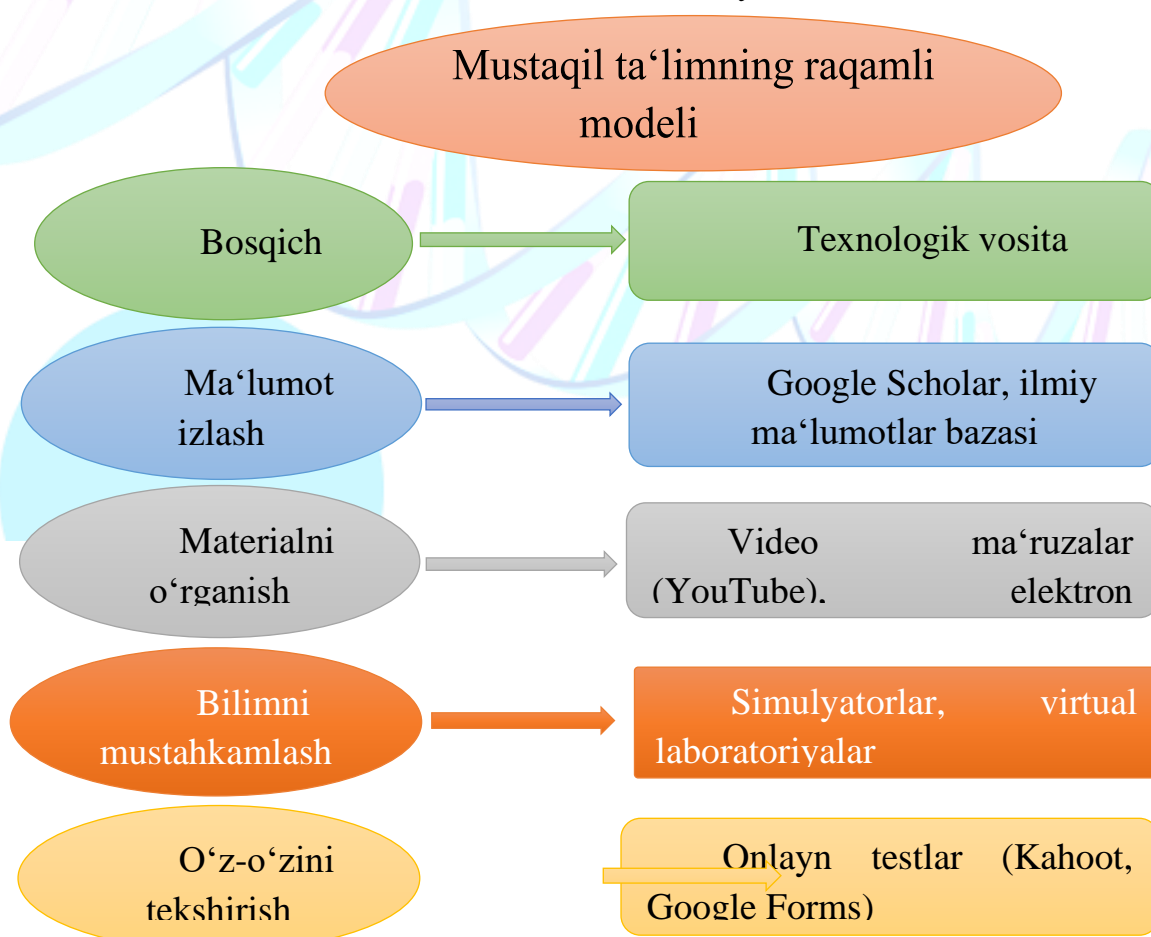 Mustaqil ta‘limning raqamli
modeli
Bosqich
Texnologik vosita
Ma‘lumot
izlash
Google Scholar, ilmiy
ma‘lumotlar bazasi
Materialni
o‘rganish
Video ma‘ruzalar
(YouTube), elektron
Bilimni
mustahkamlash
Simulyatorlar, virtual
laboratoriyalar
O‘z-o‘zini
tekshirish
Onlayn testlar (Kahoot,
Google Forms)